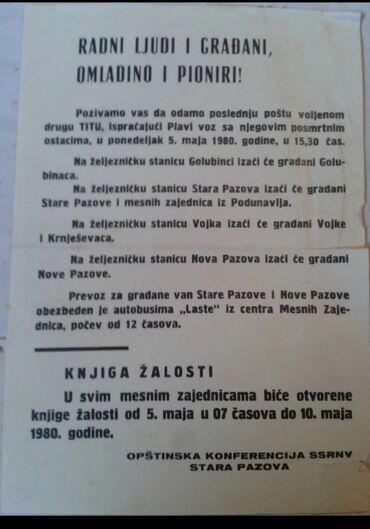 RADNI LJUDI I GRAĐANI,
OMLADINO I PIONIRI!
Pozivamo vas da odamo poslednju poštu voljenom
drugu TITU, ispraćajući Plavi voz sa njegovim posmrtnim
ostacima, u ponedeljak 5. maja 1980. godine, u 15,30 čas.
Na željezničku stanicu Golubinci izaći će građani Golu-
binaca.
Na željezničku stanicu Stara Pazova izaći će građani
Stare Pazove i mesnih zajednica iz Podunavlja.
Na željezničku stanicu Vojka izaći će građani Vojke
i Krnješevaca.
Na željezničku stanicu Nova Pazova izaći će građani
Nove Pazove.
Prevoz za građane van Stare Pazove i Nove Pazove
obezbeđen je autobusima „Laste" iz centra Mesnih Zaje-
dnica, počev od 12 časova.
KNJIGA ŽALOSTI
U svim mesnim zajednicama biće otvorene
knjige žalosti od 5. maja u 07 časova do 10. maja
1980. godine.
OPŠTINSKA KONFERENCIJA SSRNV
STARA PAZOVA